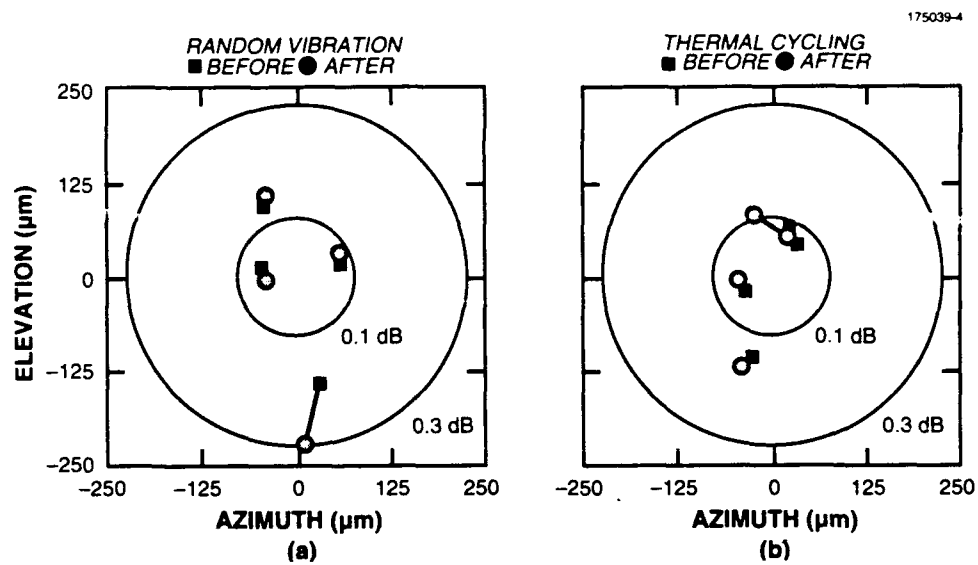 175039-4
RANDOM VIBRATION
■ BEFORE ● AFTER
THERMAL CYCLING
■ BEFORE ● AFTER
ELEVATION (μm)
250
125
0
-125
-250
0.1 dB
0.3 dB
0.1 dB
0.3 dB
-250 -125 0 125 250
-250 -125 0 125 250
AZIMUTH (μm)
AZIMUTH (μm)
(a)
(b)